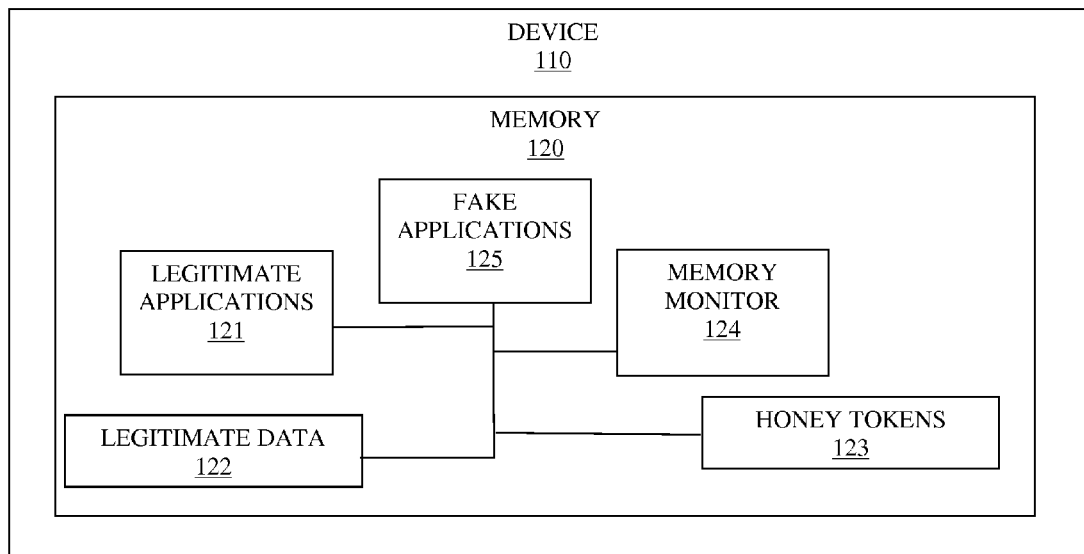 DEVICE
110
MEMORY
120
FAKE
APPLICATIONS
125
LEGITIMATE
APPLICATIONS
121
MEMORY
MONITOR
124
LEGITIMATE DATA
122
HONEY TOKENS
123